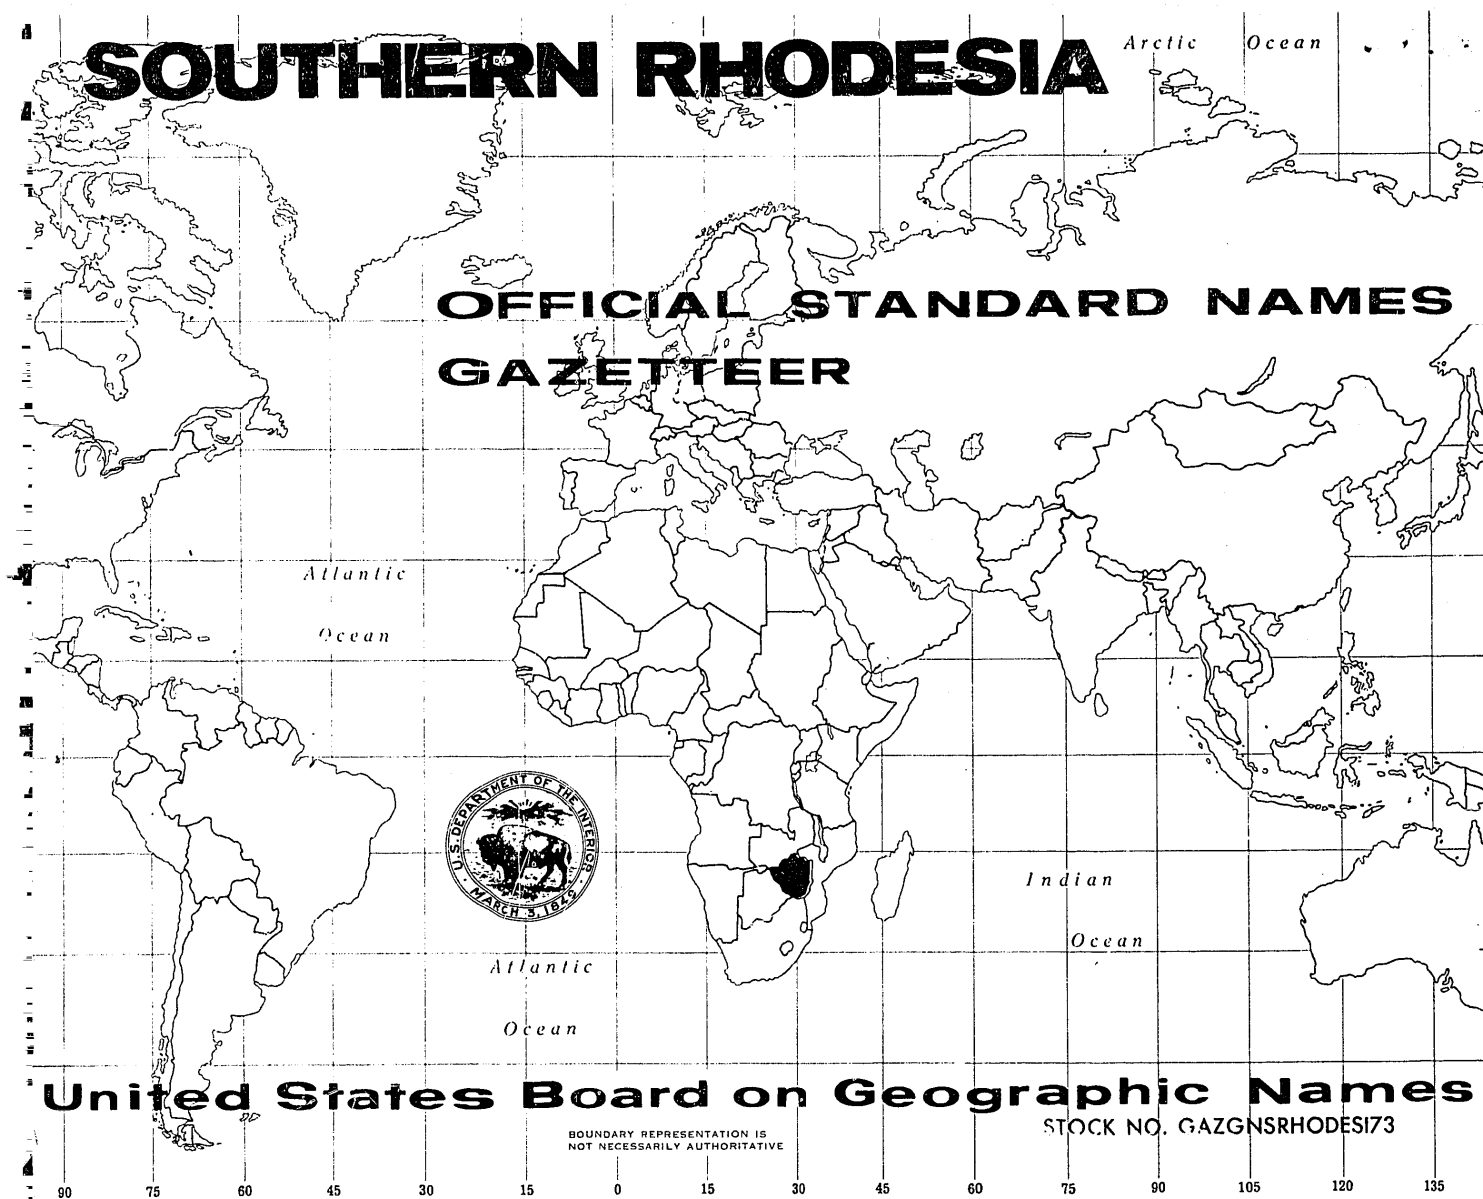 SOUTHERN RHODESIA
Arctic Ocean
OFFICIAL STANDARD NAMES
GAZETTEER
Atlantic
Ocean
U.S. DEPARTMENT OF THE INTERIOR
MARCH 3, 1849
Indian
Ocean
Atlantic
Ocean
United States Board on Geographic Names
STOCK NO. GAZGNSRHODESI73
BOUNDARY REPRESENTATION IS
NOT NECESSARILY AUTHORITATIVE
90 75 60 45 30 15 0 15 30 45 60 75 90 105 120 135